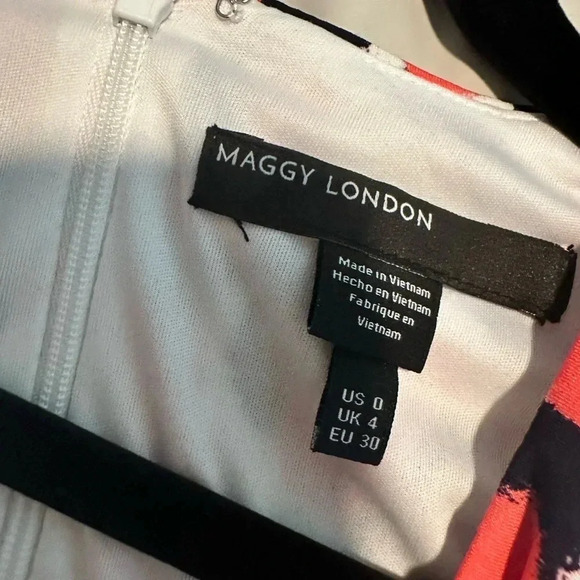 MAGGY LONDON
Made in Vietnam
Hecho en Vietnam
Fabrique en
Vietnam
US 0
UK 4
EU 30